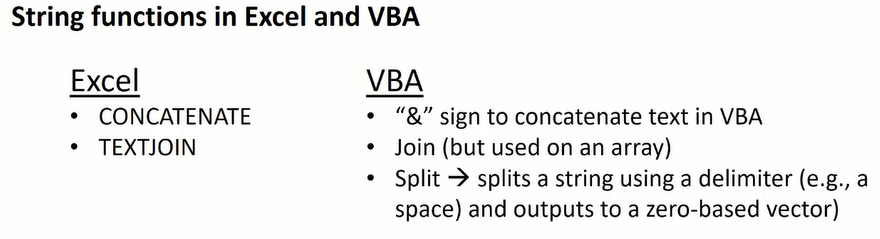 String functions in Excel and VBA
Excel
• CONCATENATE
• TEXTJOIN
VBA
• “&” sign to concatenate text in VBA
• Join (but used on an array)
• Split → splits a string using a delimiter (e.g., a
space) and outputs to a zero-based vector)